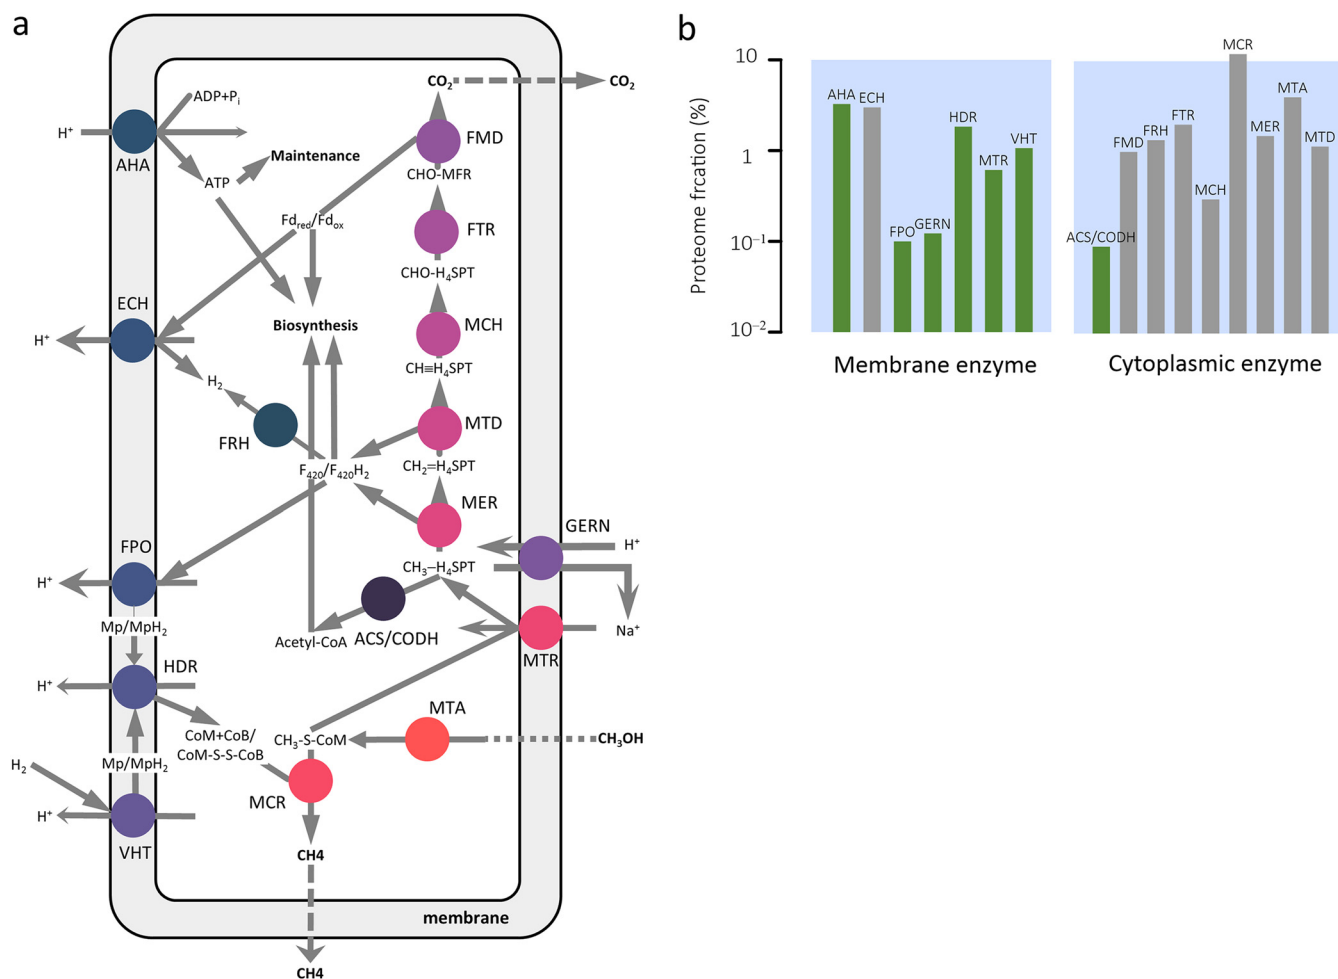 a
CO₂
CO₂
ADP+Pᵢ
H⁺
AHA
FMD
Maintenance
CHO-MFR
ATP
Fd_red/Fd_ox
FTR
CHO-H₄SPT
ECH
Biosynthesis
MCH
H⁺
CH≡H₄SPT
H₂
FRH
MTD
F₄₂₀/F₄₂₀H₂
CH₂=H₄SPT
MER
GERN
FPO
H⁺
CH₃–H₄SPT
H⁺
Mp/MpH₂
Acetyl-CoA
ACS/CODH
Na⁺
MTR
HDR
H⁺
MTA
CoM+CoB/
CoM-S-S-CoB
CH₃-S-CoM
CH₃OH
H₂
Mp/MpH₂
MCR
H⁺
VHT
CH4
membrane
CH4
b
Proteome frcation (%)
10
1
10⁻¹
10⁻²
AHA
ECH
FPO
GERN
HDR
MTR
VHT
Membrane enzyme
ACS/CODH
FMD
FRH
FTR
MCH
MCR
MER
MTA
MTD
Cytoplasmic enzyme